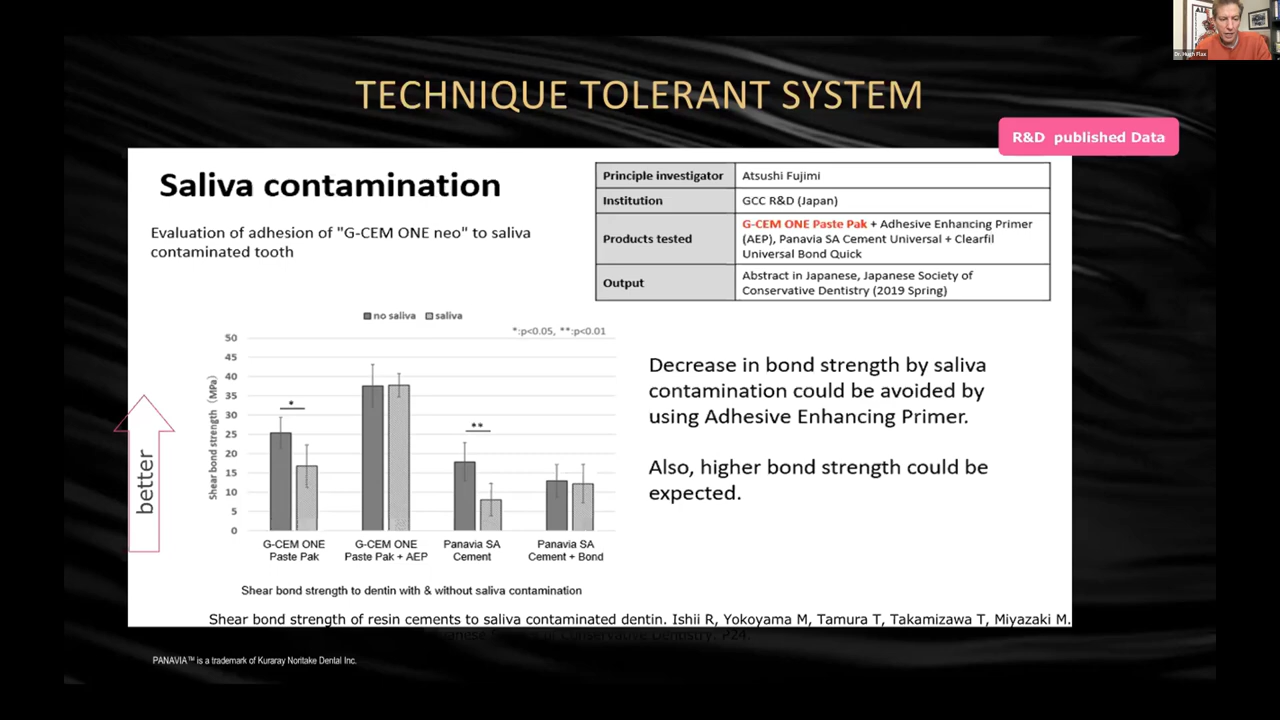 Dr. Hugh Flax
TECHNIQUE TOLERANT SYSTEM
R&D published Data
Saliva contamination
Evaluation of adhesion of "G-CEM ONE neo" to saliva
contaminated tooth
Principle investigator Atsushi Fujimi
Institution GCC R&D (Japan)
Products tested G-CEM ONE Paste Pak + Adhesive Enhancing Primer
(AEP), Panavia SA Cement Universal + Clearfil
Universal Bond Quick
Output Abstract in Japanese, Japanese Society of
Conservative Dentistry (2019 Spring)
no saliva saliva
*:p<0.05, **:p<0.01
50
45
40
35
30
25
20
15
10
5
0
Shear bond strength (MPa)
*
**
better
G-CEM ONE
Paste Pak
G-CEM ONE
Paste Pak + AEP
Panavia SA
Cement
Panavia SA
Cement + Bond
Shear bond strength to dentin with & without saliva contamination
Decrease in bond strength by saliva
contamination could be avoided by
using Adhesive Enhancing Primer.
Also, higher bond strength could be
expected.
Shear bond strength of resin cements to saliva contaminated dentin. Ishii R, Yokoyama M, Tamura T, Takamizawa T, Miyazaki M.
of Conservative Dentistry. P24.
PANAVIA™ is a trademark of Kuraray Noritake Dental Inc.